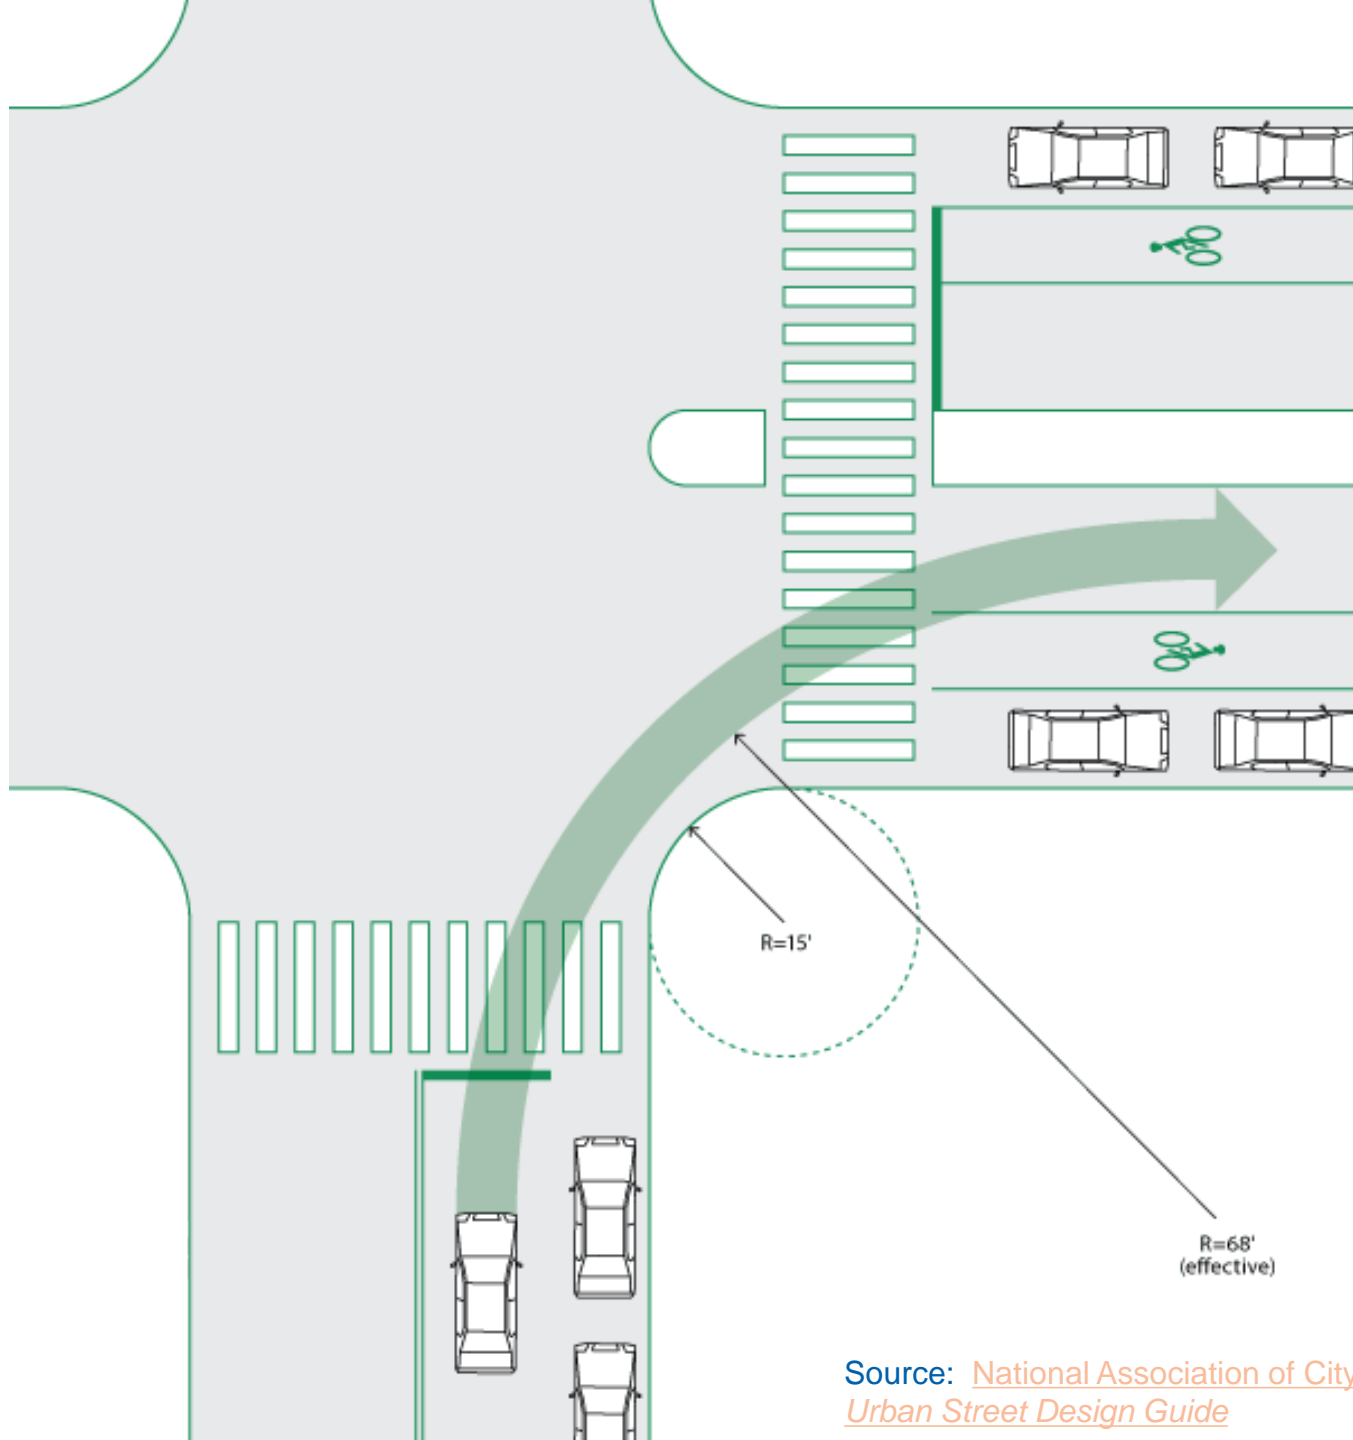 R=15'
R=68'
(effective)
Source: National Association of City
Urban Street Design Guide